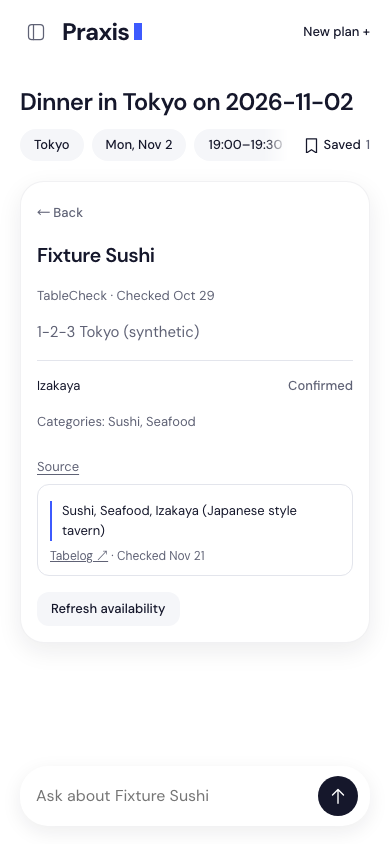 Praxis
New plan +
Dinner in Tokyo on 2026-11-02
Tokyo
Mon, Nov 2
19:00–19:30
Saved 1
← Back
Fixture Sushi
TableCheck · Checked Oct 29
1-2-3 Tokyo (synthetic)
Izakaya
Confirmed
Categories: Sushi, Seafood
Source
Sushi, Seafood, Izakaya (Japanese style
tavern)
Tabelog ↗ · Checked Nov 21
Refresh availability
Ask about Fixture Sushi